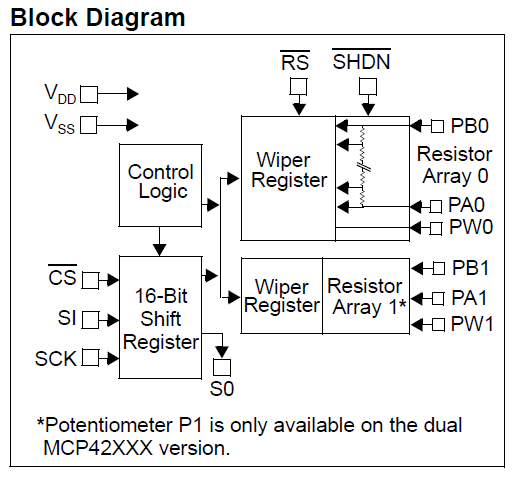 Block Diagram
RS
SHDN
VDD
VSS
PB0
Resistor
Array 0
Wiper
Register
Control
Logic
PA0
PW0
CS
SI
SCK
16-Bit
Shift
Register
Wiper
Register
Resistor
Array 1*
PB1
PA1
PW1
S0
*Potentiometer P1 is only available on the dual
MCP42XXX version.